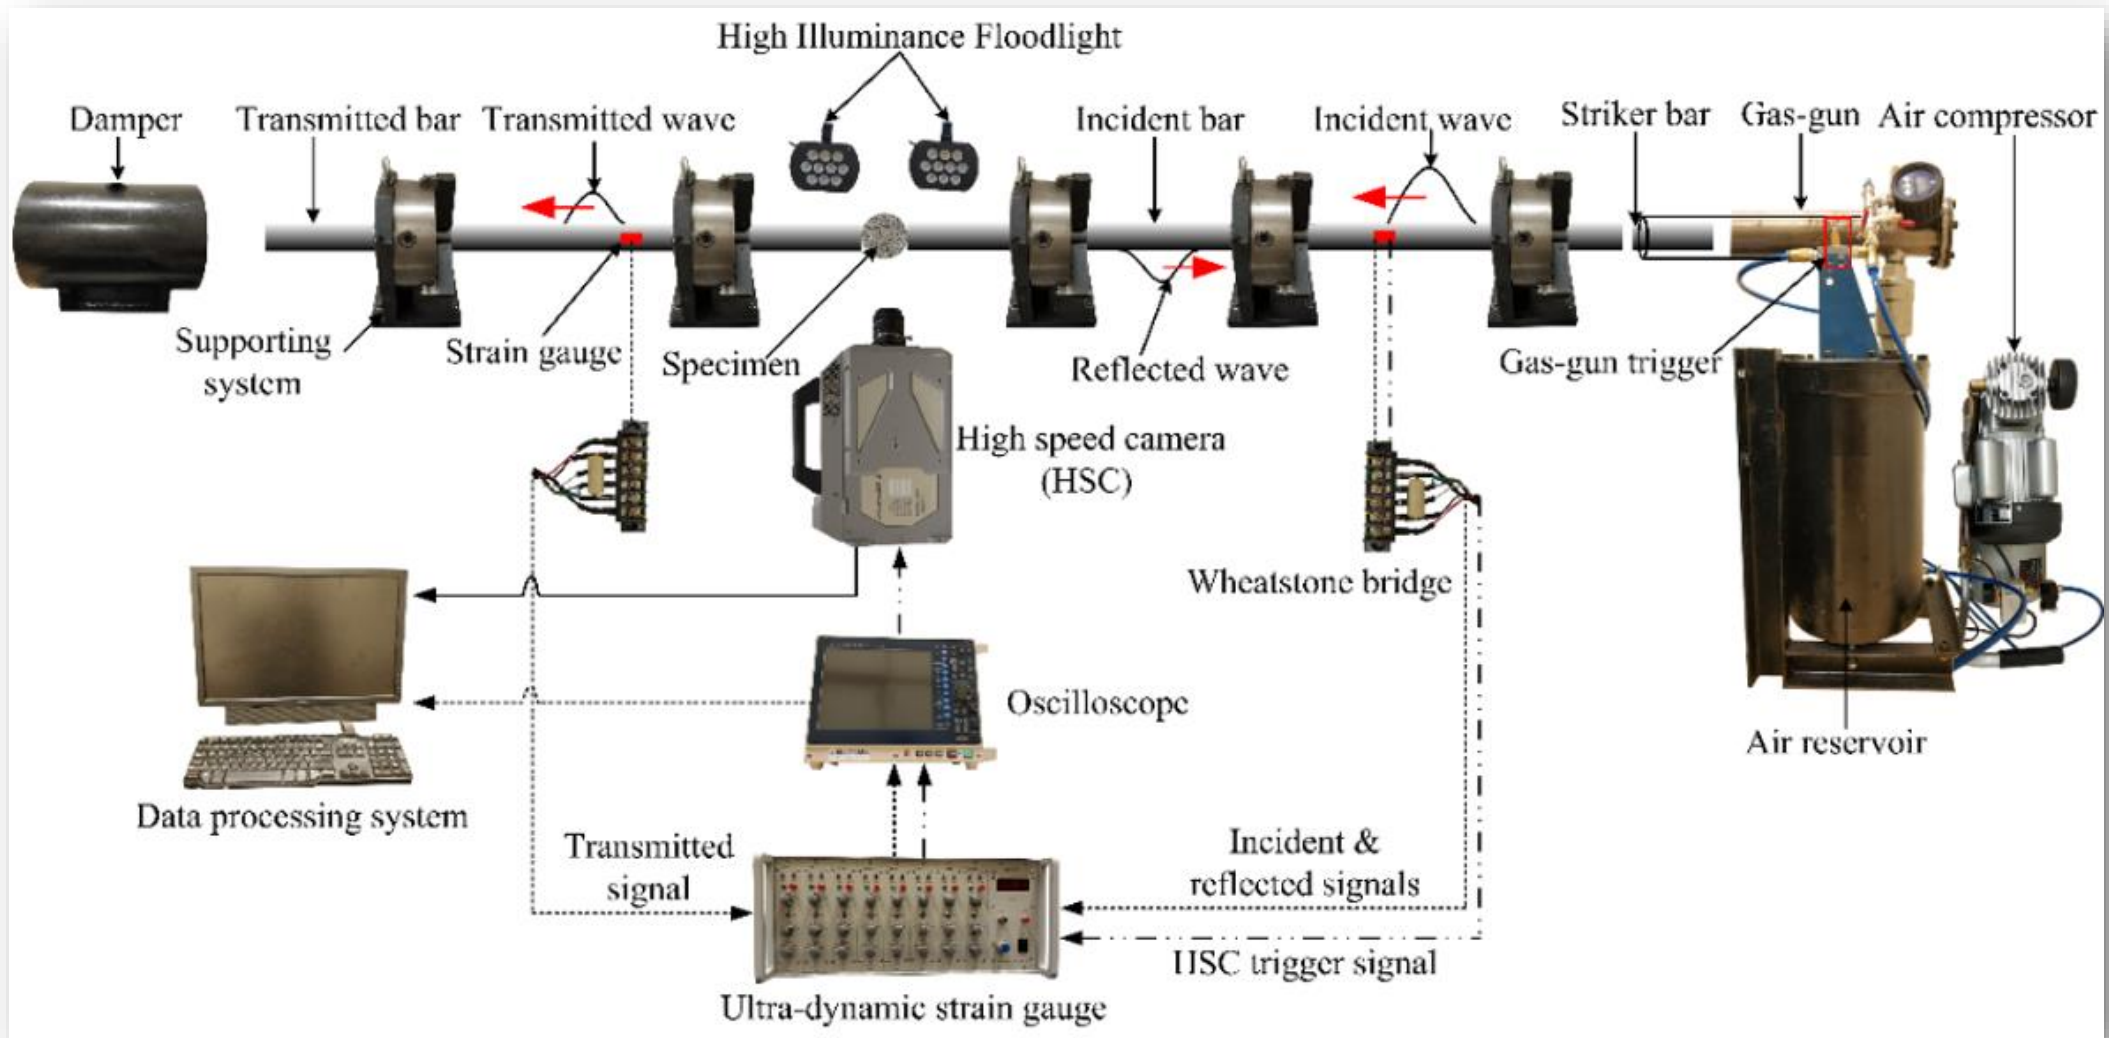 High Illuminance Floodlight
Damper
Transmitted bar
Transmitted wave
Incident bar
Incident wave
Striker bar
Gas-gun
Air compressor
Supporting
system
Strain gauge
Specimen
Reflected wave
Gas-gun trigger
High speed camera
(HSC)
Wheatstone bridge
Oscilloscope
Air reservoir
Data processing system
Transmitted
signal
Incident &
reflected signals
HSC trigger signal
Ultra-dynamic strain gauge